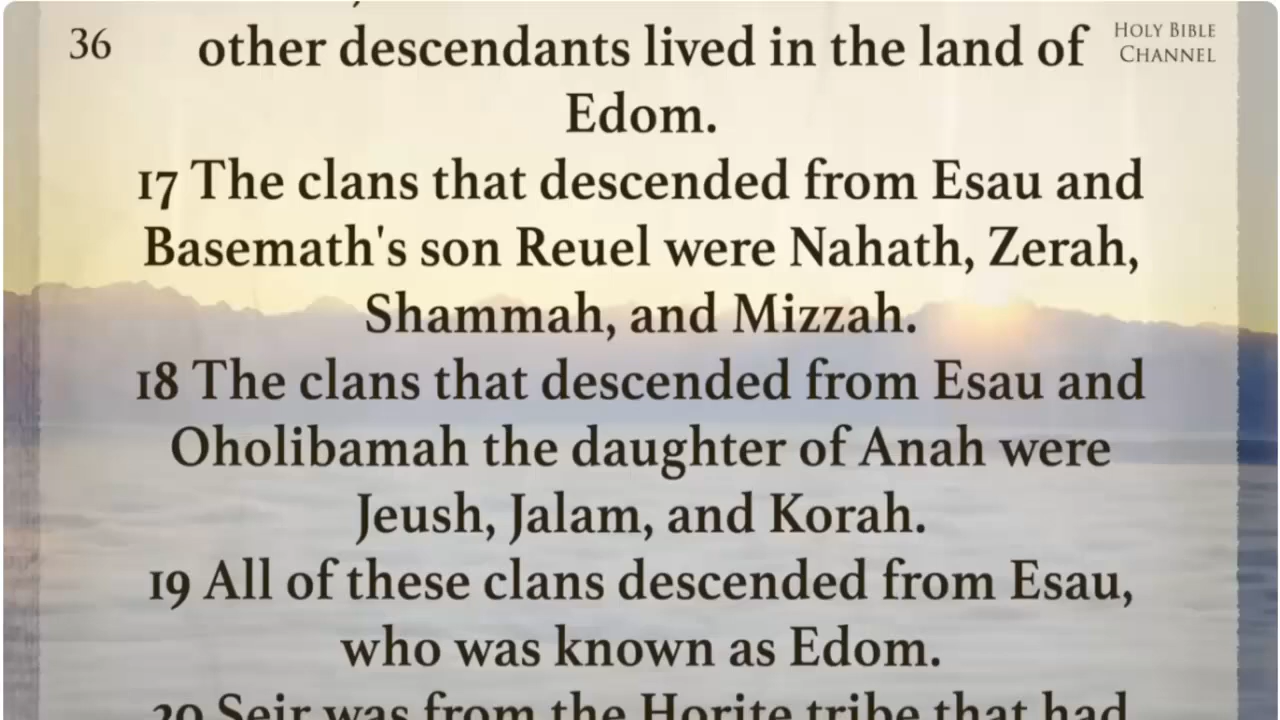 36
HOLY BIBLE
CHANNEL
other descendants lived in the land of
Edom.
17 The clans that descended from Esau and
Basemath's son Reuel were Nahath, Zerah,
Shammah, and Mizzah.
18 The clans that descended from Esau and
Oholibamah the daughter of Anah were
Jeush, Jalam, and Korah.
19 All of these clans descended from Esau,
who was known as Edom.
20 Seir was from the Horite tribe that had